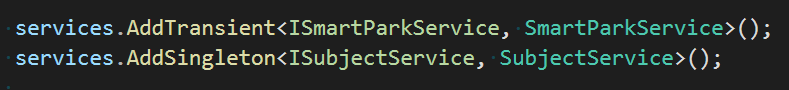 services.AddTransient<ISmartParkService, SmartParkService>();
services.AddSingleton<ISubjectService, SubjectService>();